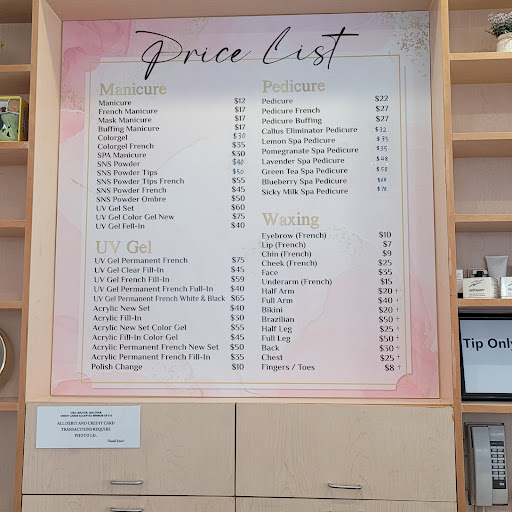 Price List
Manicure
Manicure $12
French Manicure $17
Mask Manicure $17
Buffing Manicure $17
Colorgel $30
Colorgel French $35
SPA Manicure $30
SNS Powder $40
SNS Powder Tips $50
SNS Powder Tips French $55
SNS Powder French $45
SNS Powder Ombre $50
UV Gel Set $60
UV Gel Color Gel New $75
UV Gel Fell-In $40
UV Gel
UV Gel Permanent French $75
UV Gel Clear Fill-In $45
UV Gel French Fill-In $59
UV Gel Permanent French Full-In $40
UV Gel Permanent French White & Black $65
Acrylic New Set $40
Acrylic Fill-In $30
Acrylic New Set Color Gel $55
Acrylic Fill-In Color Gel $45
Acrylic Permanent French New Set $50
Acrylic Permanent French Fill-In $35
Polish Change $10
Pedicure
Pedicure $22
Pedicure French $27
Pedicure Buffing $27
Callus Eliminator Pedicure $32
Lemon Spa Pedicure $35
Pomegranate Spa Pedicure $35
Lavender Spa Pedicure $48
Green Tea Spa Pedicure $58
Blueberry Spa Pedicure
Sicky Milk Spa Pedicure
Waxing
Eyebrow (French) $10
Lip (French) $7
Chin (French) $9
Cheek (French) $25
Face $35
Underarm (French) $15
Half Arm $20 +
Full Arm $40 +
Bikini $20 +
Brazilian $50 +
Half Leg $25 +
Full Leg $50 +
Back $30 +
Chest $25 +
Fingers / Toes $8 +
ALL DEBIT AND CREDIT CARD
TRANSACTIONS REQUIRE
PHOTO I.D.
Thank You!
Tip Only